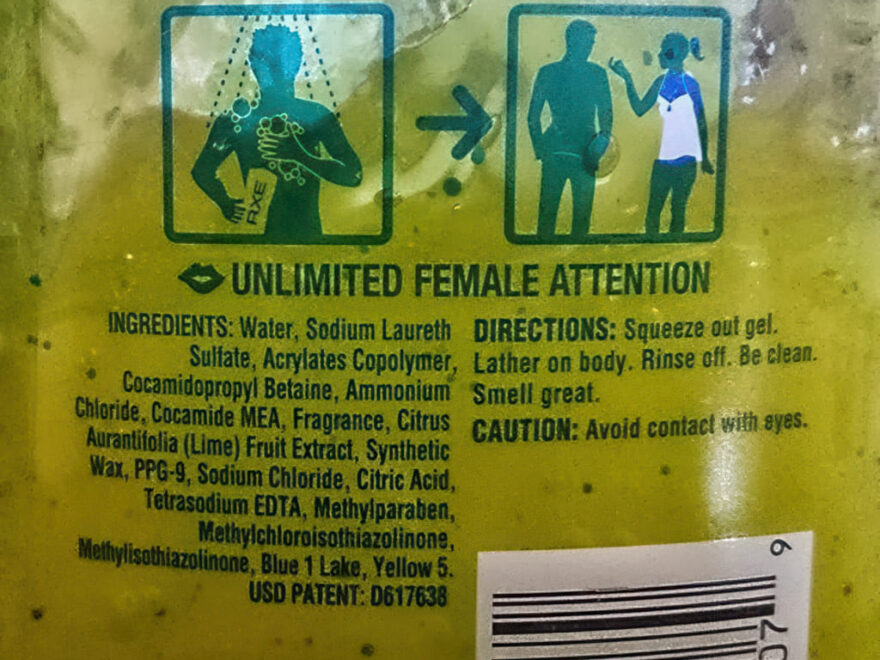 AXE
UNLIMITED FEMALE ATTENTION
INGREDIENTS: Water, Sodium Laureth
Sulfate, Acrylates Copolymer,
Cocamidopropyl Betaine, Ammonium
Chloride, Cocamide MEA, Fragrance, Citrus
Aurantifolia (Lime) Fruit Extract, Synthetic
Wax, PPG-9, Sodium Chloride, Citric Acid,
Tetrasodium EDTA, Methylparaben,
Methylchloroisothiazolinone,
Methylisothiazolinone, Blue 1 Lake, Yellow 5.
USD PATENT: D617638
DIRECTIONS: Squeeze out gel.
Lather on body. Rinse off. Be clean.
Smell great.
CAUTION: Avoid contact with eyes.
9
07